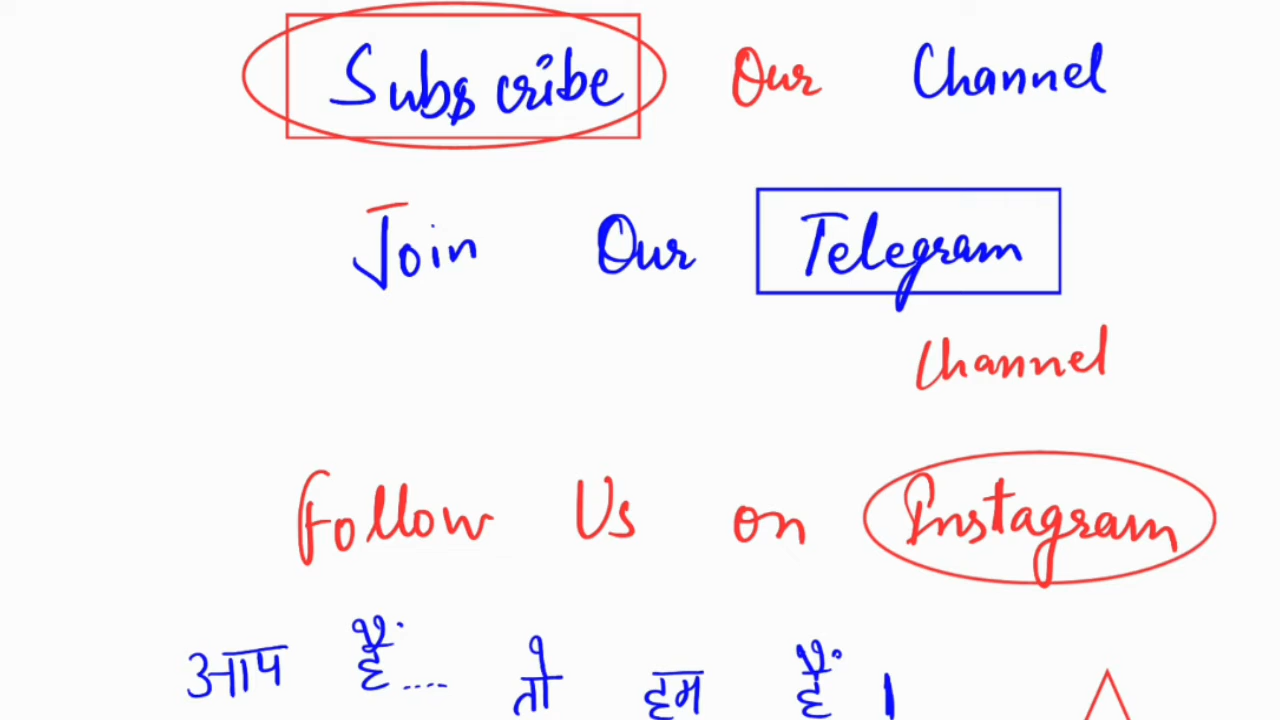 Subscribe Our Channel
Join Our Telegram
Channel
Follow Us on Instagram
आप हैं.... तो हम हैं।